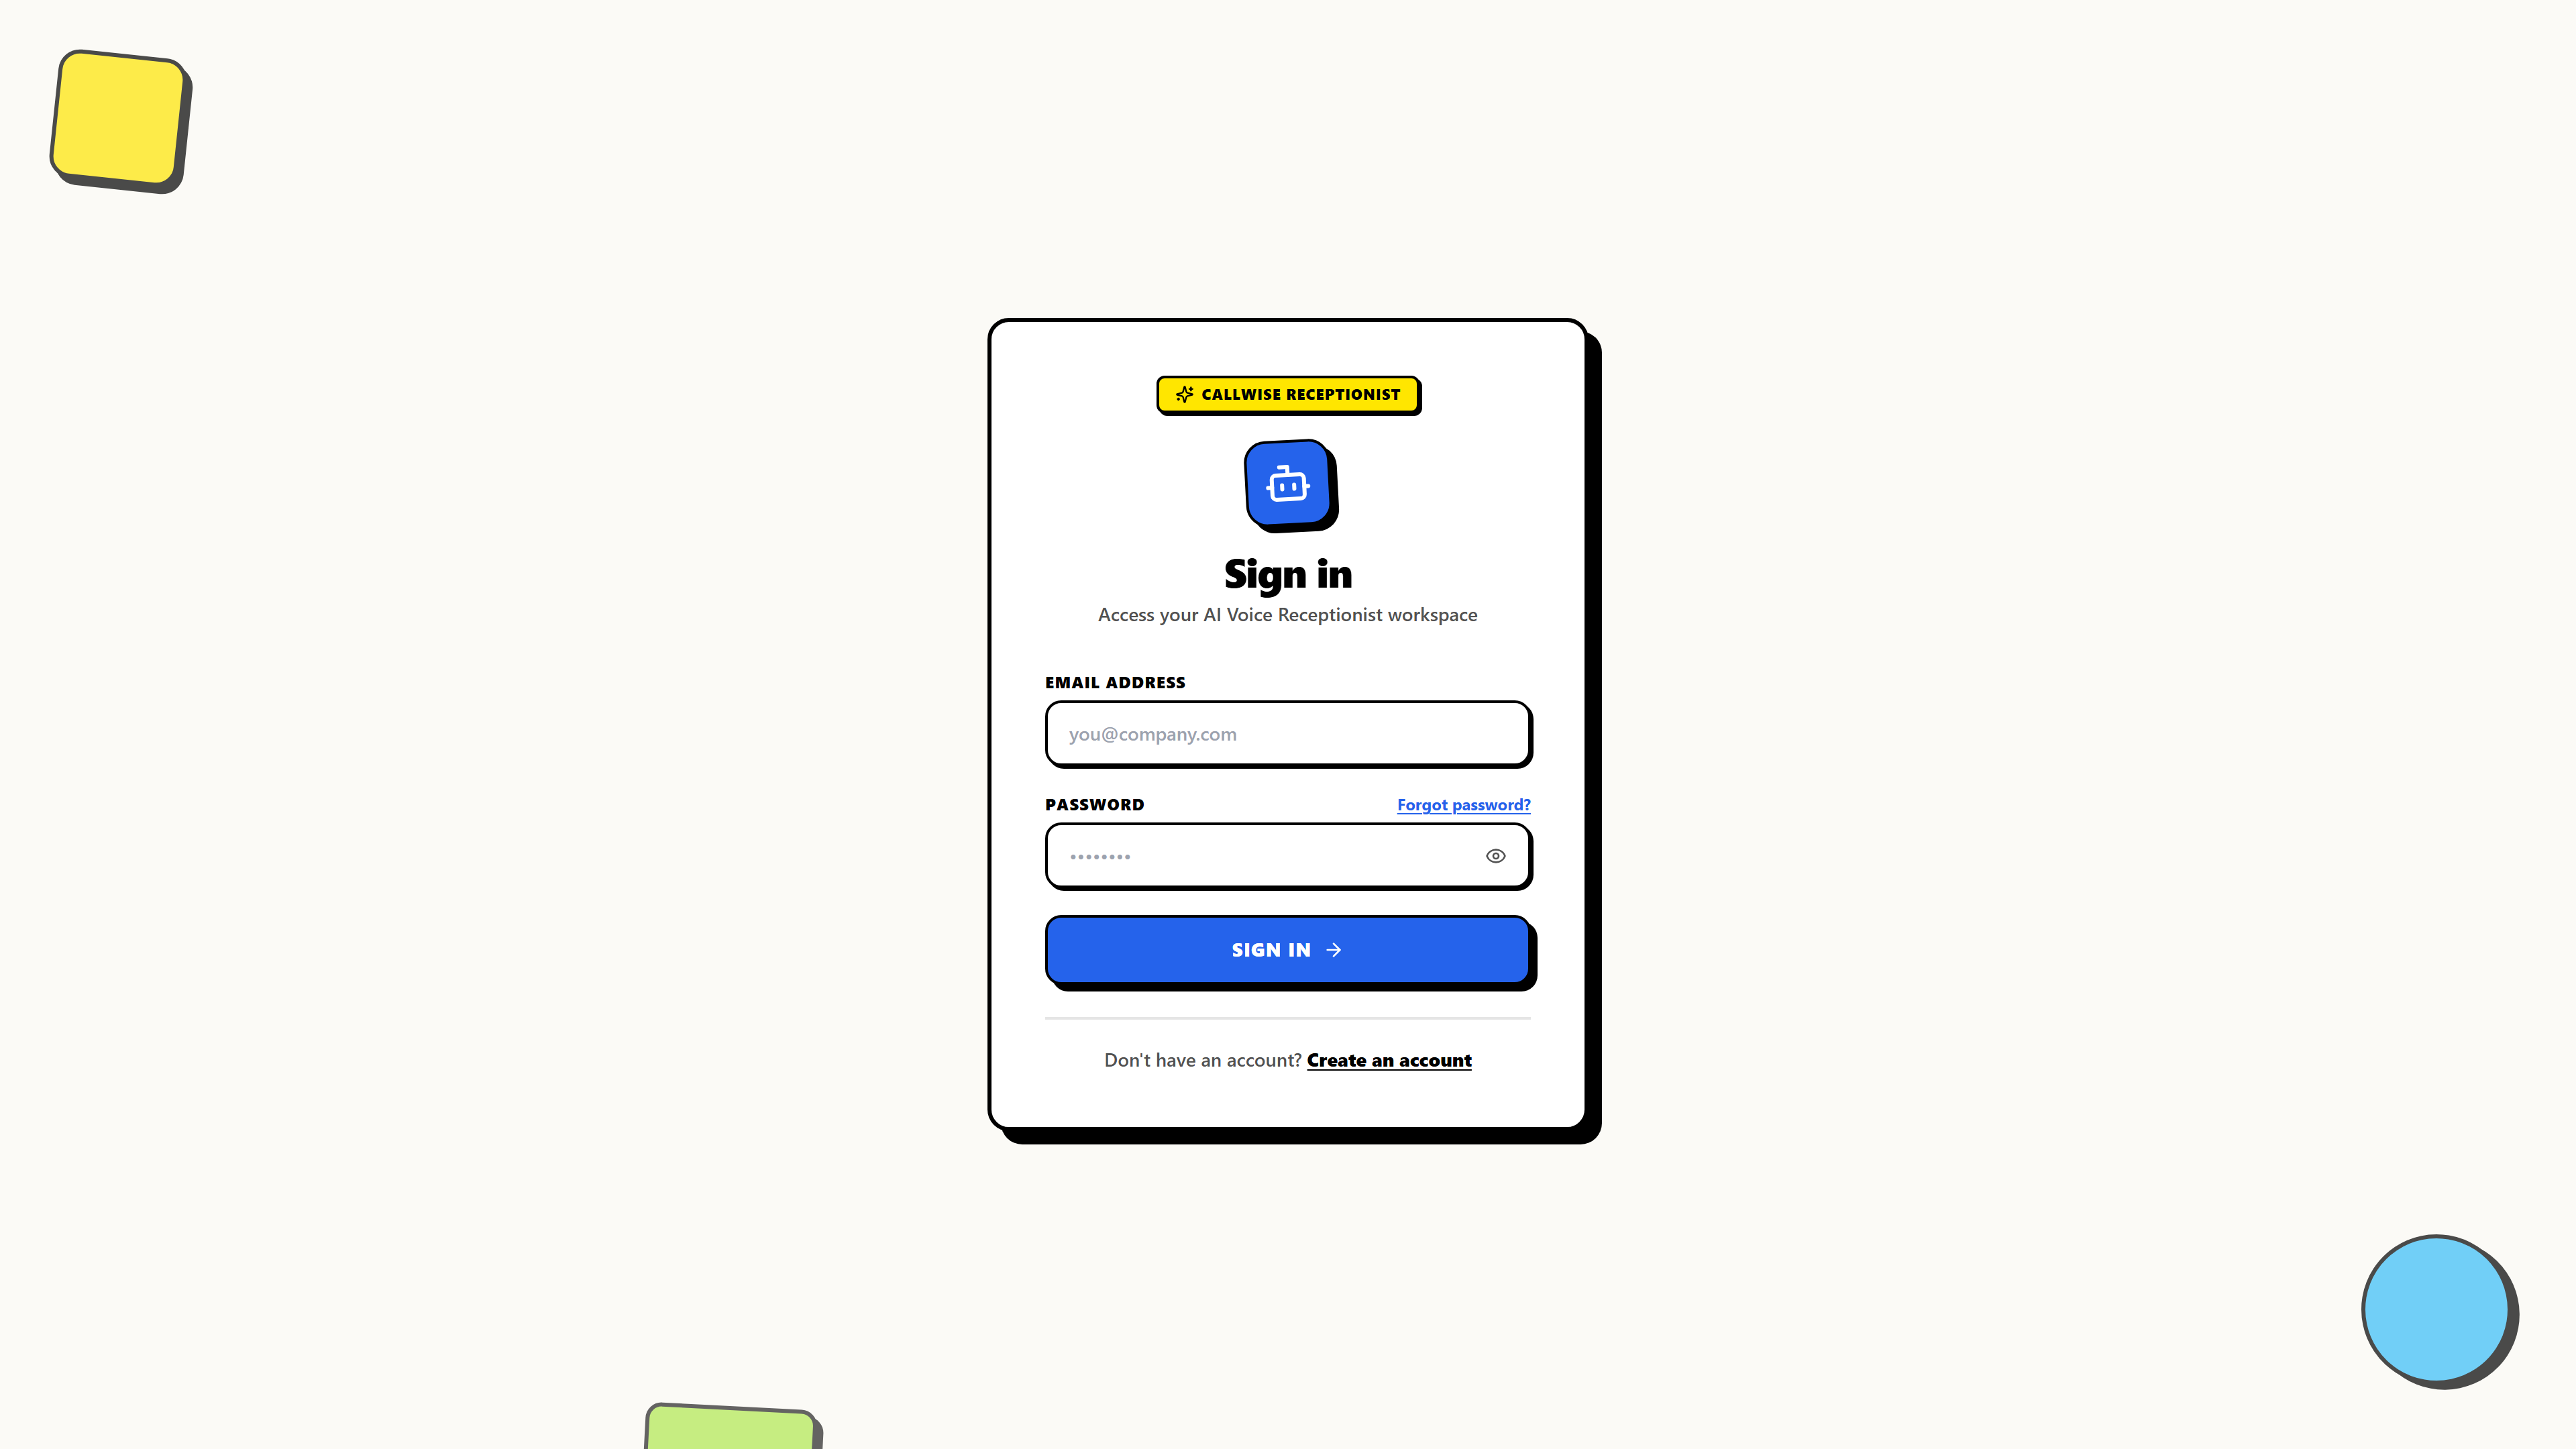 CALLWISE RECEPTIONIST
Sign in
Access your AI Voice Receptionist workspace
EMAIL ADDRESS
you@company.com
PASSWORD
Forgot password?
••••••••
SIGN IN
Don't have an account? Create an account